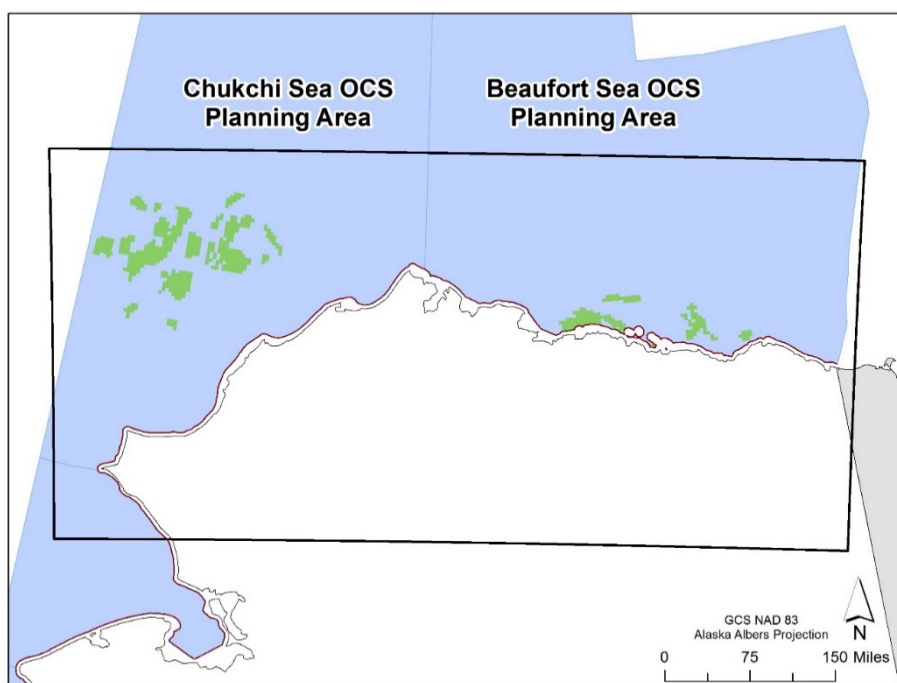 Chukchi Sea OCS
Planning Area
Beaufort Sea OCS
Planning Area
GCS NAD 83
Alaska Albers Projection
N
0 75 150 Miles